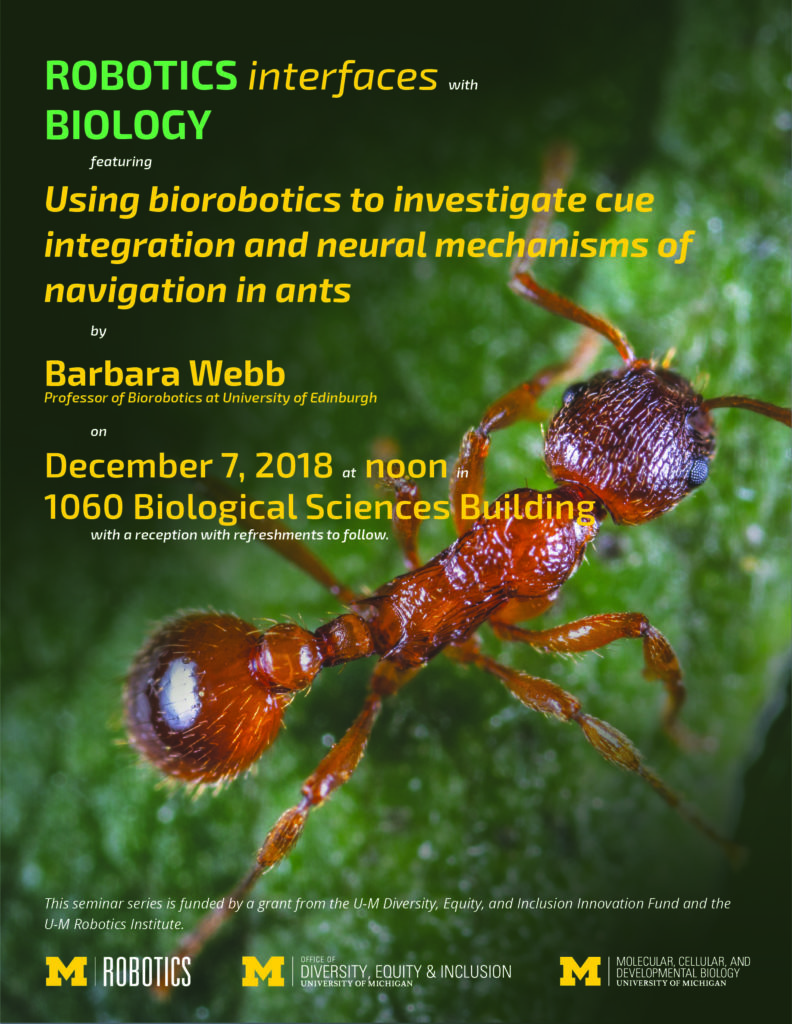 ROBOTICS interfaces with
BIOLOGY
featuring
Using biorobotics to investigate cue
integration and neural mechanisms of
navigation in ants
by
Barbara Webb
Professor of Biorobotics at University of Edinburgh
on
December 7, 2018 at noon in
1060 Biological Sciences Building
with a reception with refreshments to follow.
This seminar series is funded by a grant from the U-M Diversity, Equity, and Inclusion Innovation Fund and the
U-M Robotics Institute.
M ROBOTICS
M OFFICE OF
DIVERSITY, EQUITY & INCLUSION
UNIVERSITY OF MICHIGAN
M MOLECULAR, CELLULAR, AND
DEVELOPMENTAL BIOLOGY
UNIVERSITY OF MICHIGAN